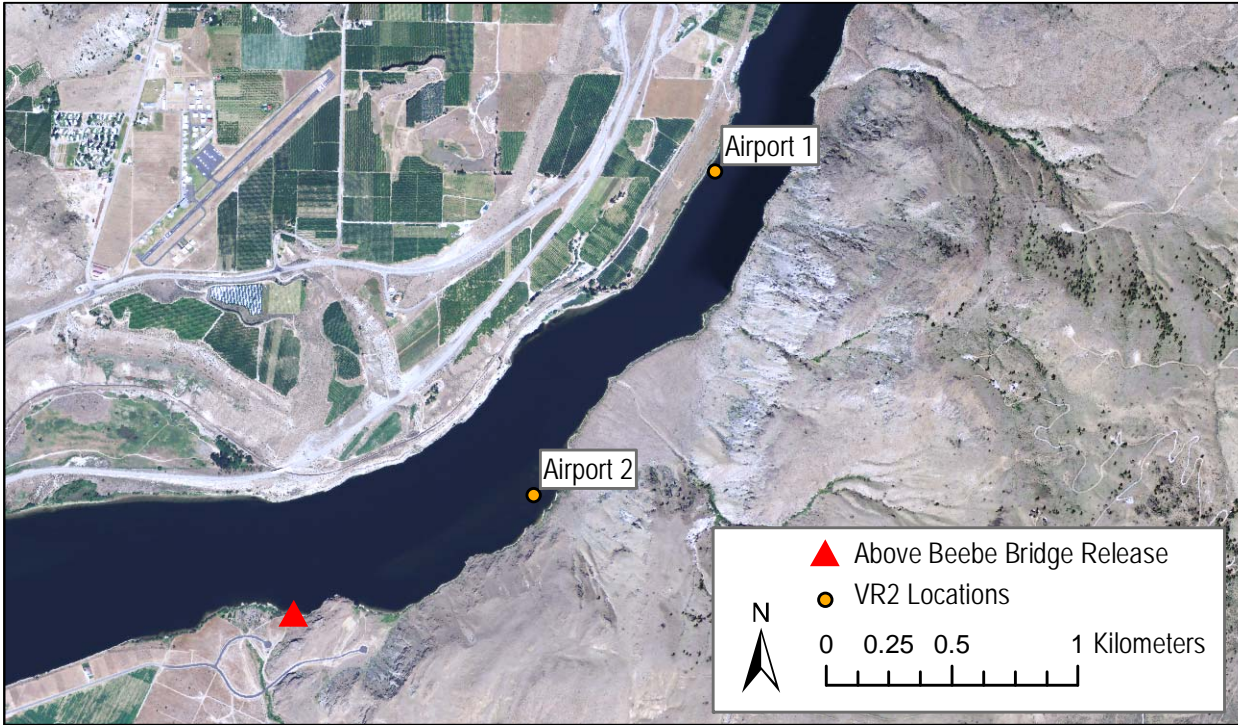 Airport 1
Airport 2
Above Beebe Bridge Release
VR2 Locations
N
0 0.25 0.5 1 Kilometers